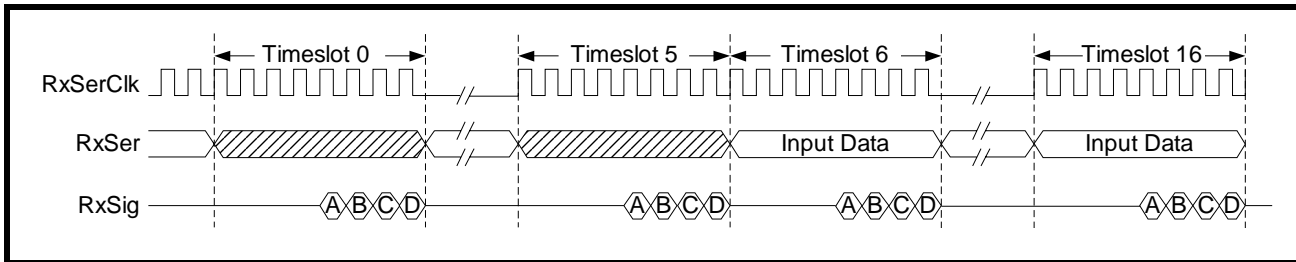 Timeslot 0 Timeslot 5 Timeslot 6 Timeslot 16
RxSerClk
RxSer Input Data Input Data
RxSig A B C D A B C D A B C D A B C D